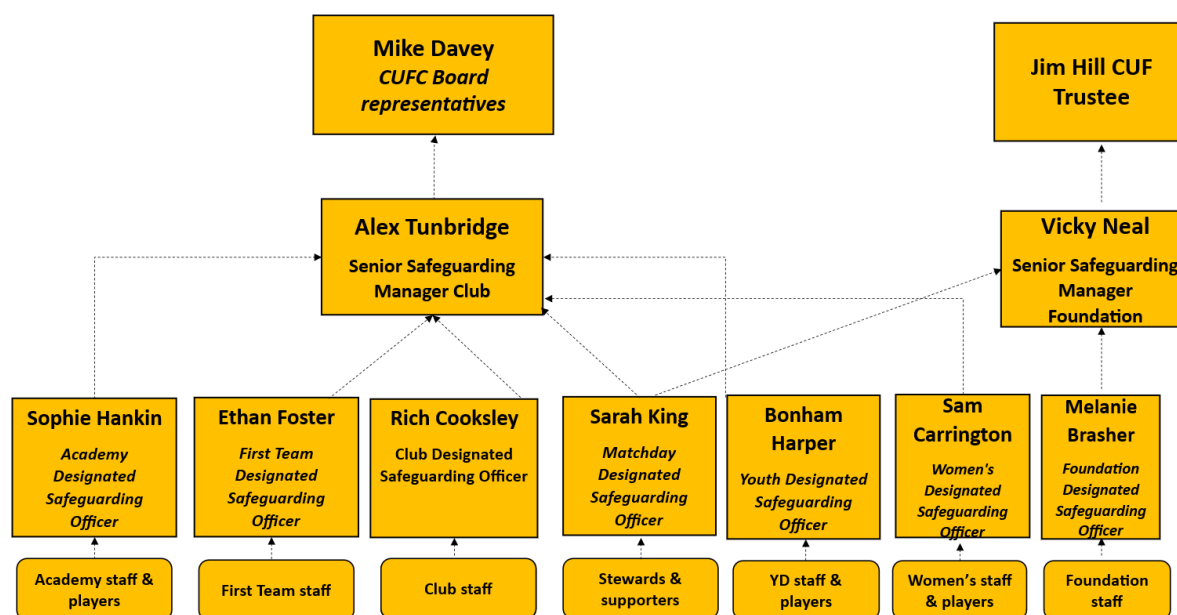 Mike Davey
CUFC Board
representatives
Jim Hill CUF
Trustee
Alex Tunbridge
Senior Safeguarding
Manager Club
Vicky Neal
Senior Safeguarding
Manager
Foundation
Sophie Hankin
Academy
Designated
Safeguarding
Officer
Ethan Foster
First Team
Designated
Safeguarding
Officer
Rich Cooksley
Club Designated
Safeguarding Officer
Sarah King
Matchday
Designated
Safeguarding
Officer
Bonham
Harper
Youth Designated
Safeguarding
Officer
Sam
Carrington
Women's
Designated
Safeguarding
Officer
Melanie
Brasher
Foundation
Designated
Safeguarding
Officer
Academy staff &
players
First Team staff
Club staff
Stewards &
supporters
YD staff &
players
Women’s staff
& players
Foundation
staff